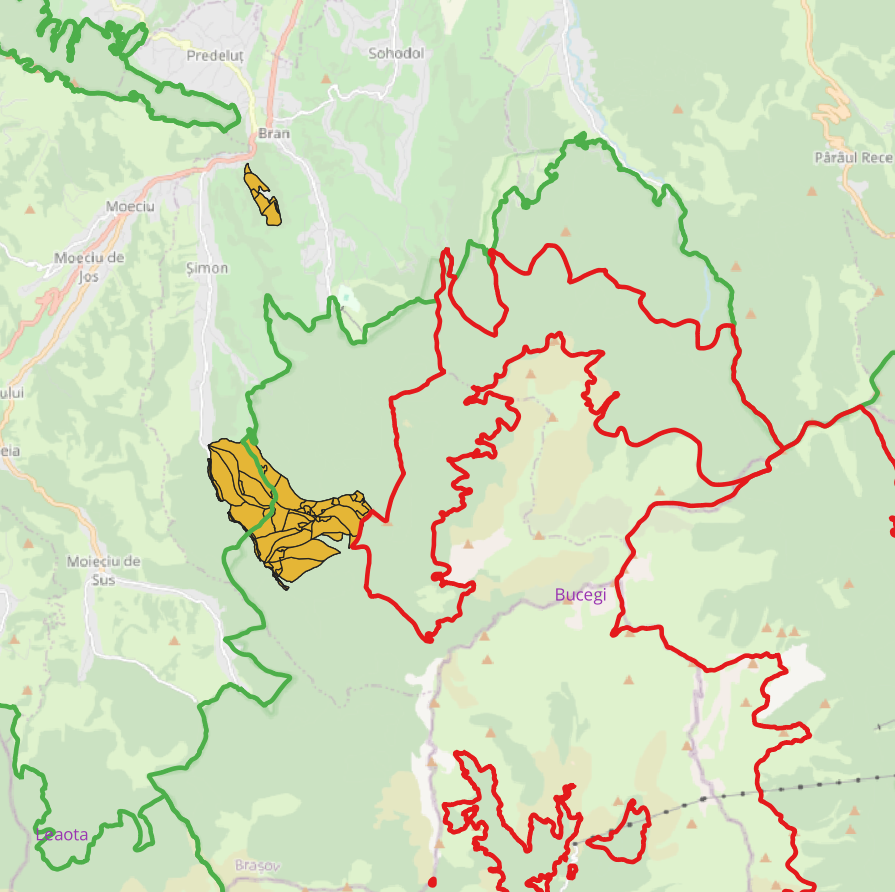 Predeluț
Sohodol
Bran
Pârâul Rece
Moeciu
Moeciu de
Jos
Șimon
ului
eia
Moieciu de
Sus
Bucegi
Leaota
Brașov